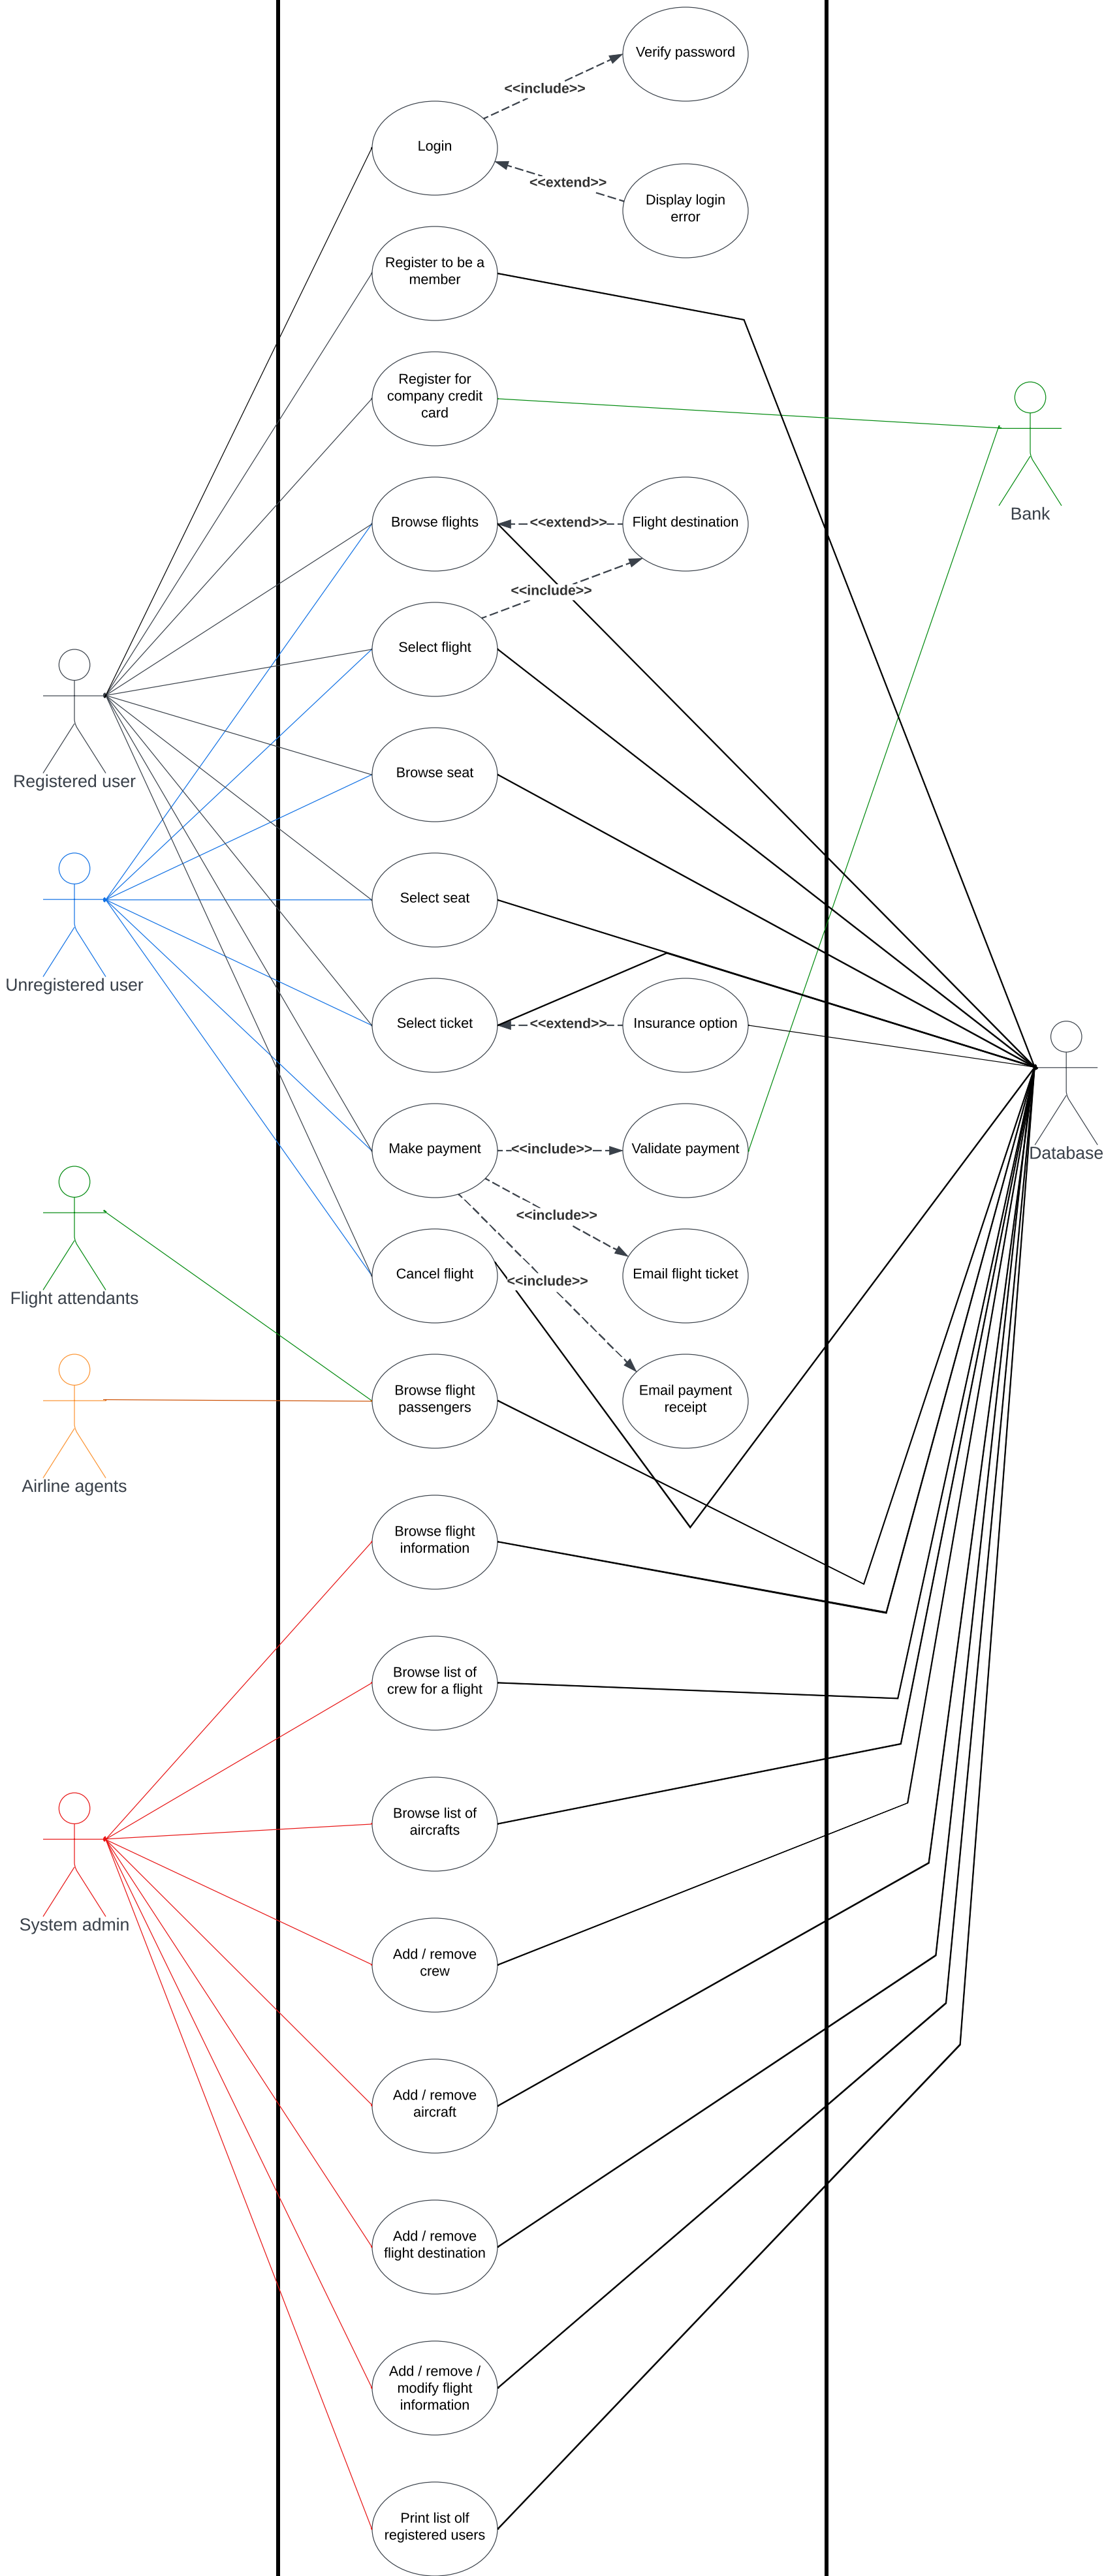 Verify password
<<include>>
Login
<<extend>>
Display login
error
Register to be a
member
Register for
company credit
card
Bank
Browse flights
<<extend>>
Flight destination
<<include>>
Select flight
Registered user
Browse seat
Select seat
Unregistered user
Select ticket
<<extend>>
Insurance option
Database
Make payment
<<include>>
Validate payment
<<include>>
Flight attendants
Cancel flight
<<include>>
Email flight ticket
Browse flight
passengers
Email payment
receipt
Airline agents
Browse flight
information
Browse list of
crew for a flight
Browse list of
aircrafts
System admin
Add / remove
crew
Add / remove
aircraft
Add / remove
flight destination
Add / remove /
modify flight
information
Print list olf
registered users